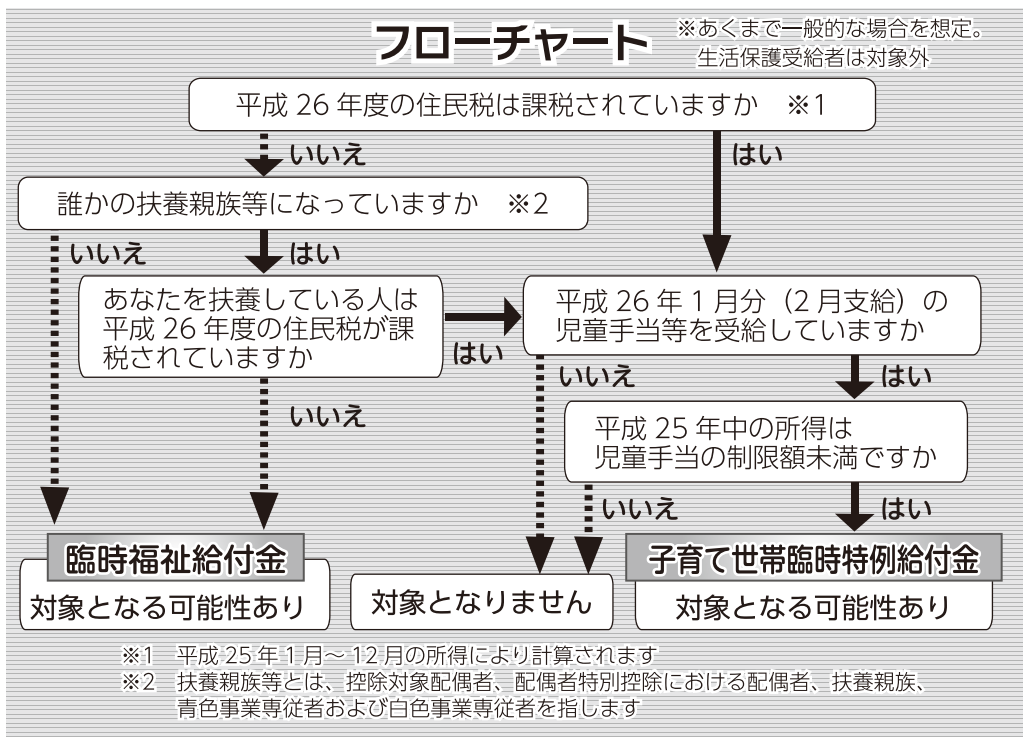 フローチャート
※あくまで一般的な場合を想定。
生活保護受給者は対象外
平成 26 年度の住民税は課税されていますか ※1
いいえ
はい
誰かの扶養親族等になっていますか ※2
いいえ
はい
あなたを扶養している人は
平成 26 年度の住民税が課
税されていますか
はい
平成 26 年 1 月分（2 月支給）の
児童手当等を受給していますか
いいえ
いいえ
はい
平成 25 年中の所得は
児童手当の制限額未満ですか
いいえ
はい
臨時福祉給付金
対象となる可能性あり
対象となりません
子育て世帯臨時特例給付金
対象となる可能性あり
※1 平成 25 年 1 月～ 12 月の所得により計算されます
※2 扶養親族等とは、控除対象配偶者、配偶者特別控除における配偶者、扶養親族、
青色事業専従者および白色事業専従者を指します